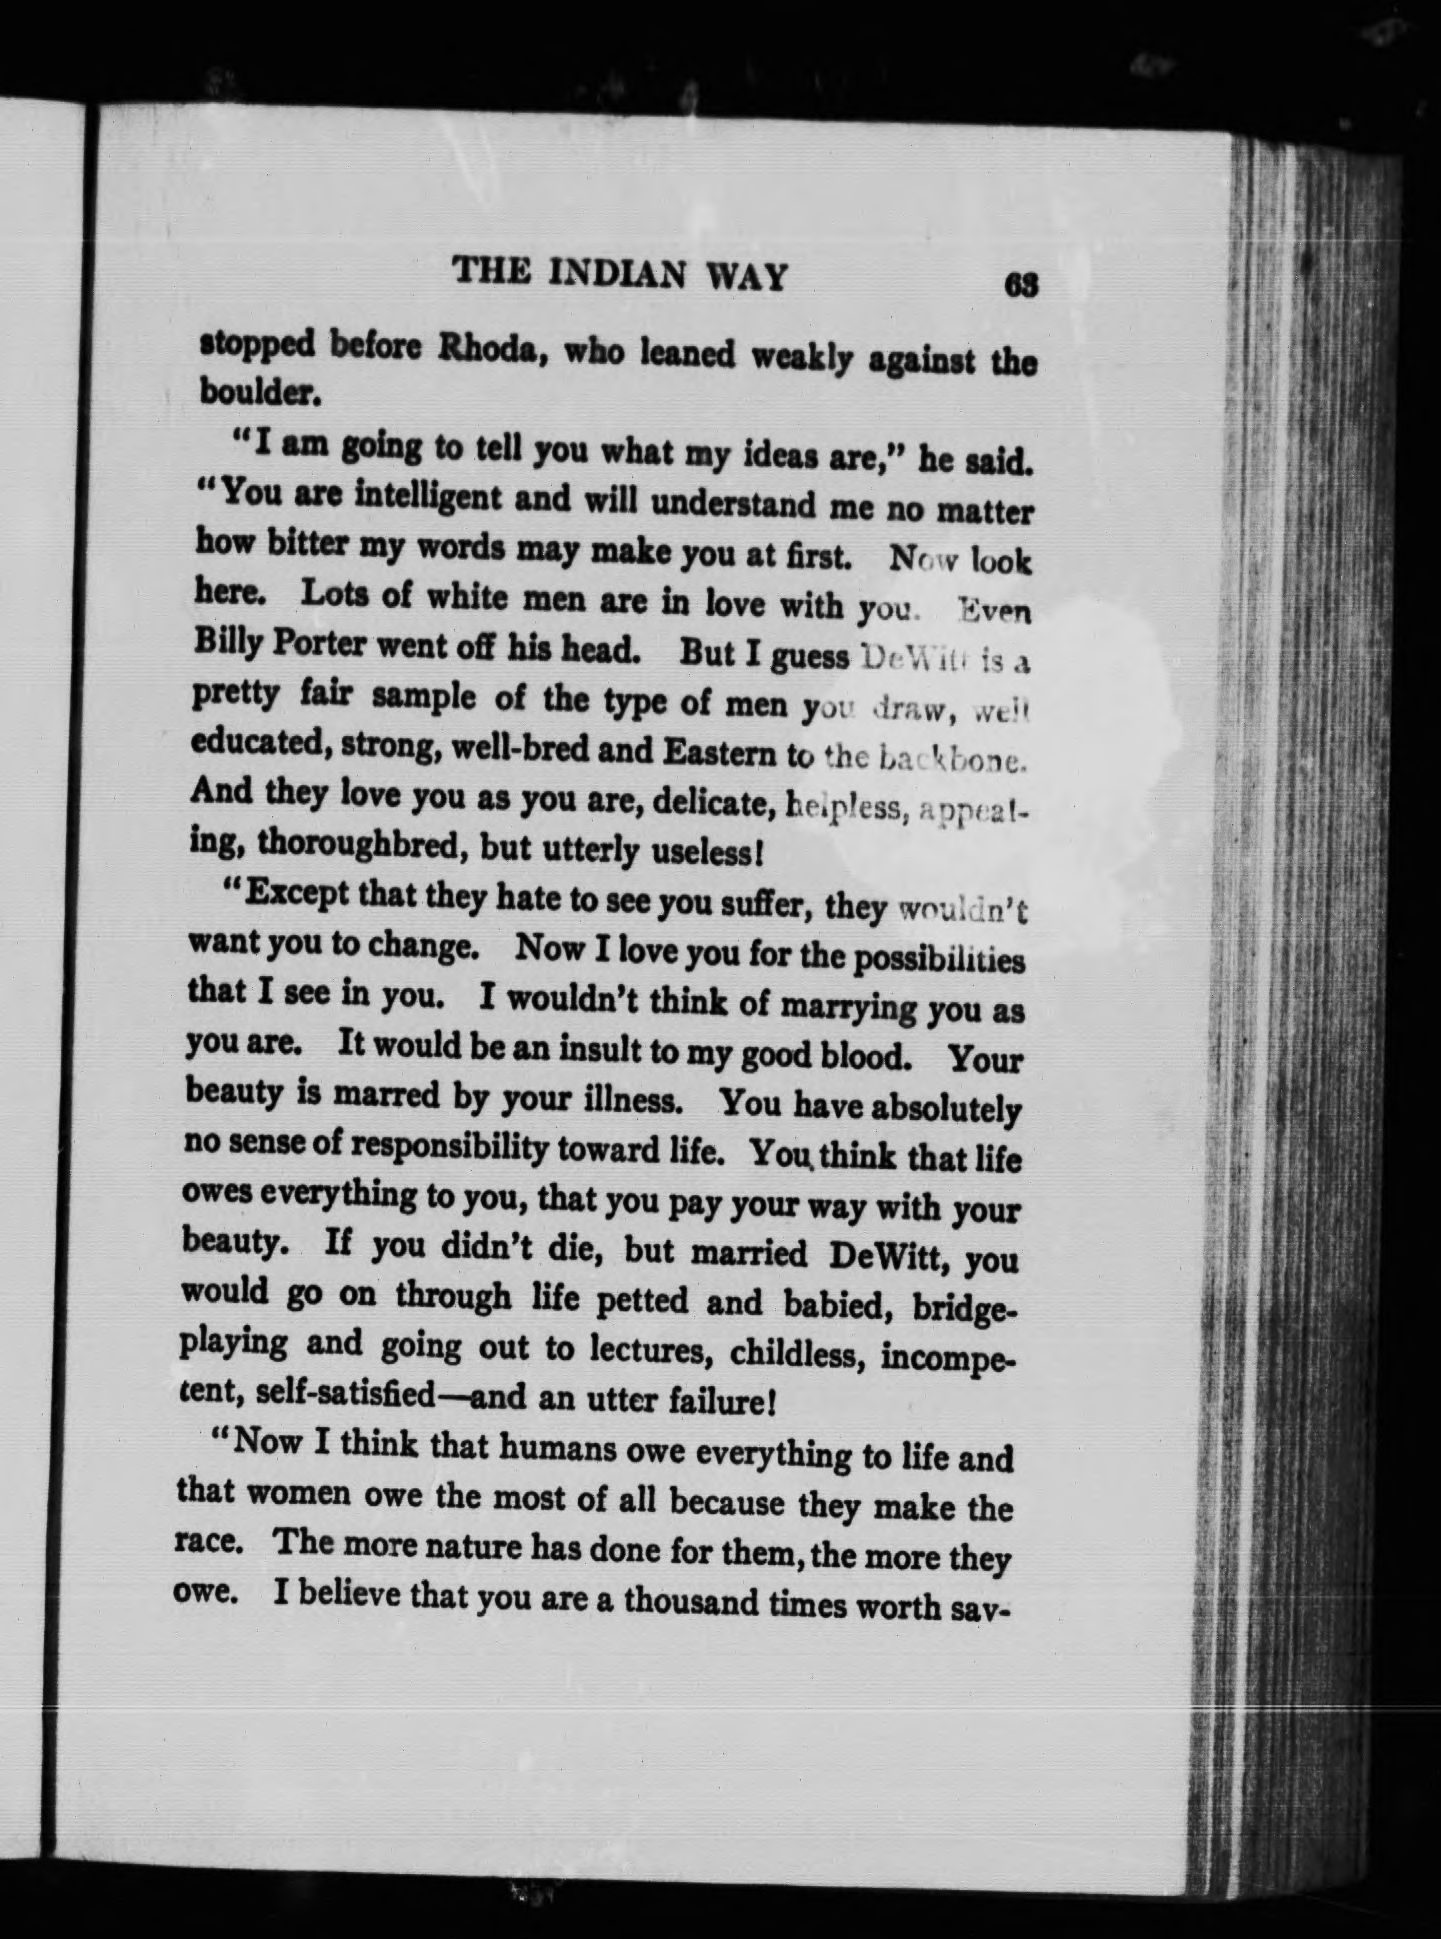 THE INDIAN WAY 63
stopped before Rhoda, who leaned weakly against the
boulder.
"I am going to tell you what my ideas are," he said.
"You are intelligent and will understand me no matter
how bitter my words may make you at first. Now look
here. Lots of white men are in love with you. Even
Billy Porter went off his head. But I guess DeWitt is a
pretty fair sample of the type of men you draw, well
educated, strong, well-bred and Eastern to the backbone.
And they love you as you are, delicate, helpless, appeal-
ing, thoroughbred, but utterly useless!
"Except that they hate to see you suffer, they wouldn't
want you to change. Now I love you for the possibilities
that I see in you. I wouldn't think of marrying you as
you are. It would be an insult to my good blood. Your
beauty is marred by your illness. You have absolutely
no sense of responsibility toward life. You think that life
owes everything to you, that you pay your way with your
beauty. If you didn't die, but married DeWitt, you
would go on through life petted and babied, bridge-
playing and going out to lectures, childless, incompe-
tent, self-satisfied—and an utter failure!
"Now I think that humans owe everything to life and
that women owe the most of all because they make the
race. The more nature has done for them, the more they
owe. I believe that you are a thousand times worth sav-